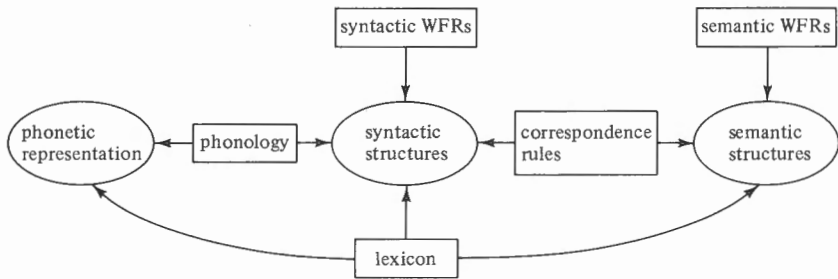 syntactic WFRs
semantic WFRs
phonetic
representation
phonology
syntactic
structures
correspondence
rules
semantic
structures
lexicon